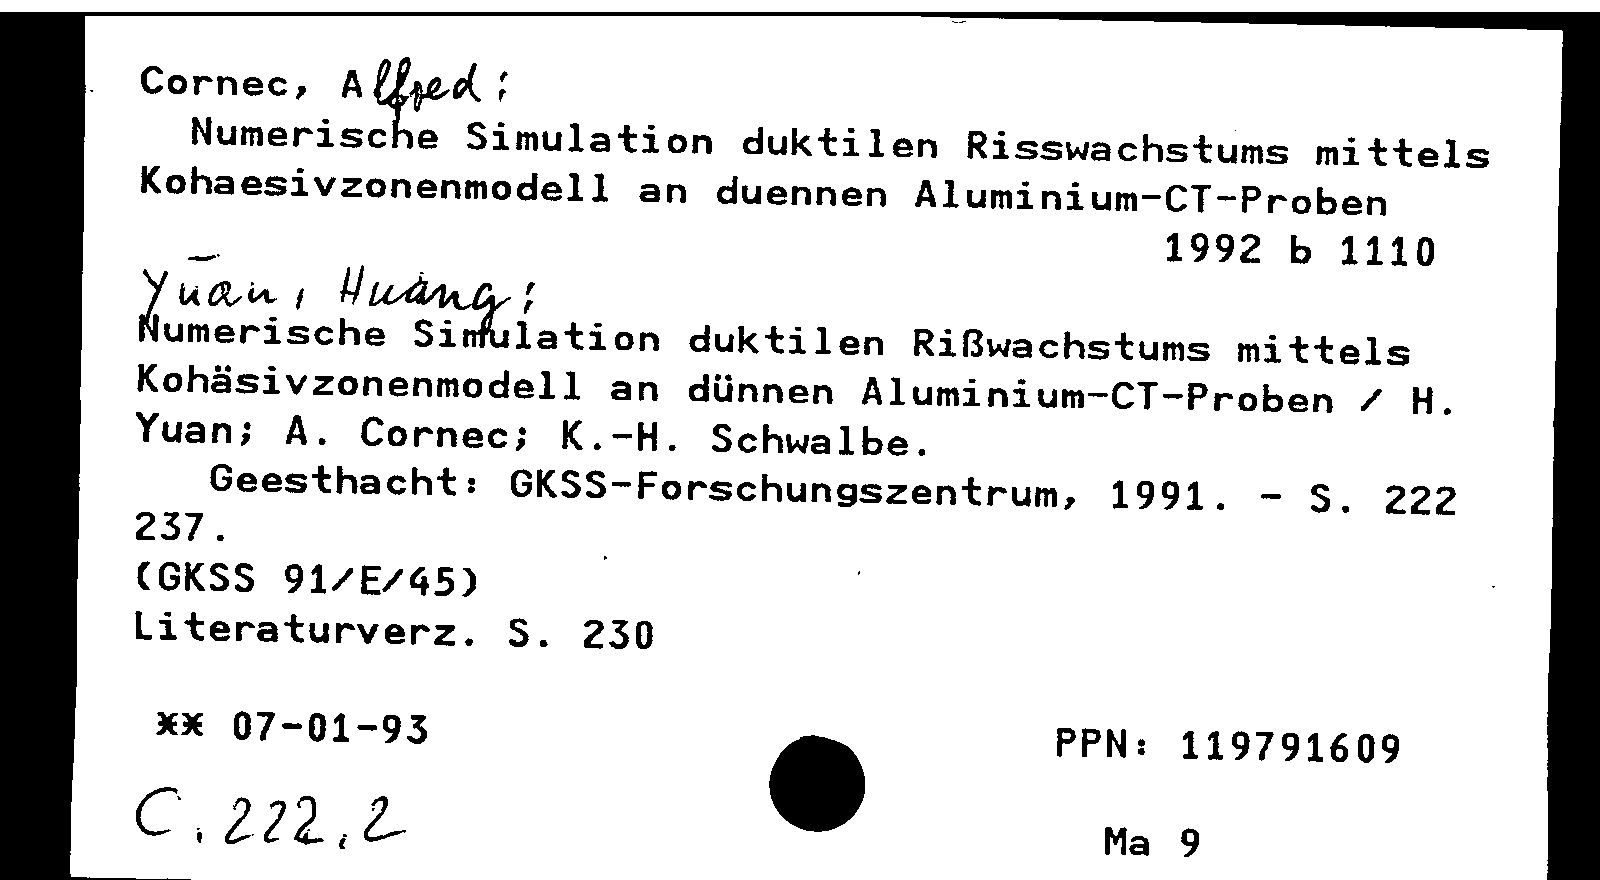 Cornec, Alfred:
Numerische Simulation duktilen Risswachstums mittels
Kohaesivzonenmodell an duennen Aluminium-CT-Proben
1992 b 1110
Yūan, Huang:
Numerische Simulation duktilen Rißwachstums mittels
Kohäsivzonenmodell an dünnen Aluminium-CT-Proben / H.
Yuan; A. Cornec; K.-H. Schwalbe.
Geesthacht: GKSS-Forschungszentrum, 1991. - S. 222
237.
(GKSS 91/E/45)
Literaturverz. S. 230
** 07-01-93
PPN: 119791609
C. 222.2
Ma 9